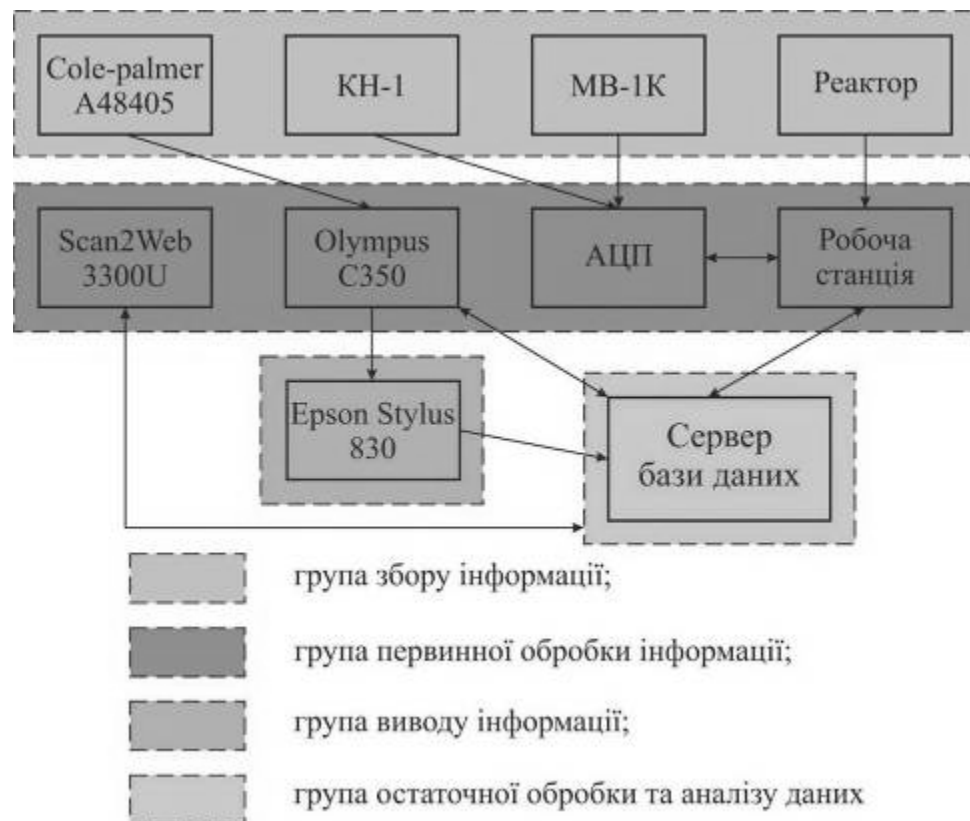 Cole-palmer
A48405
КН-1
МВ-1К
Реактор
Scan2Web
3300U
Olympus
C350
АЦП
Робоча
станція
Epson Stylus
830
Сервер
бази даних
група збору інформації;
група первинної обробки інформації;
група виводу інформації;
група остаточної обробки та аналізу даних